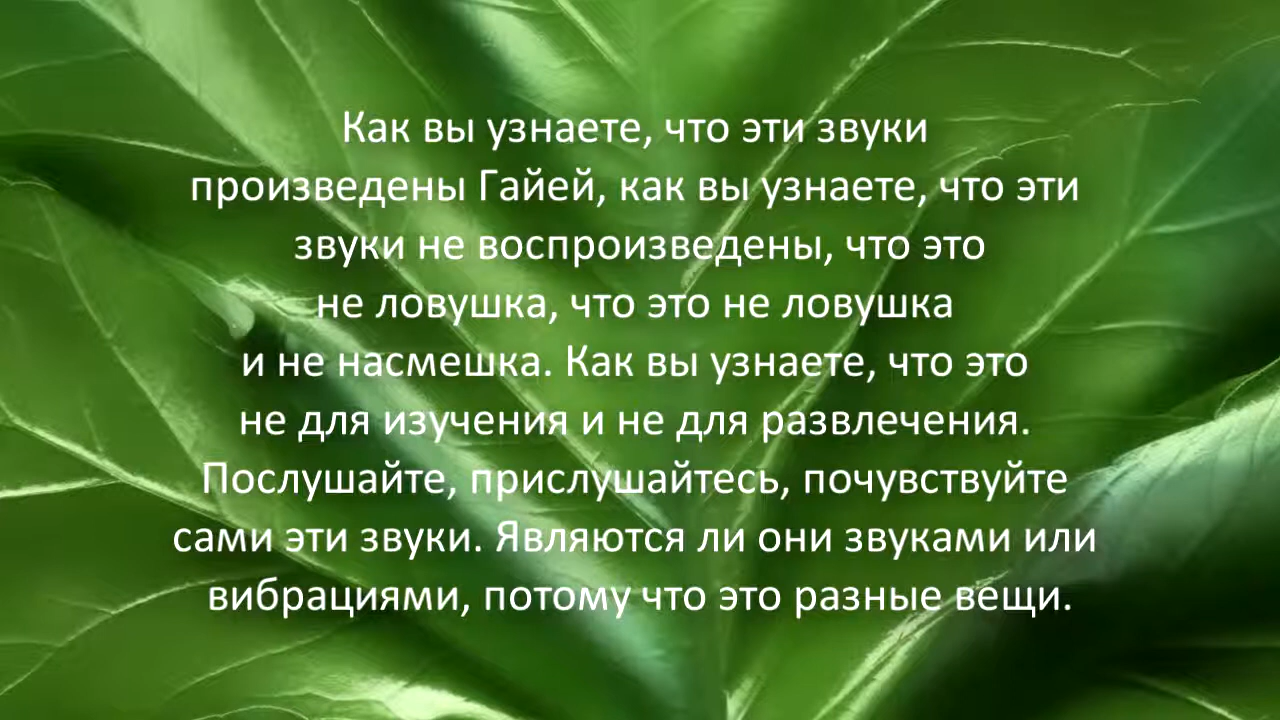 Как вы узнаете, что эти звуки
произведены Гайей, как вы узнаете, что эти
звуки не воспроизведены, что это
не ловушка, что это не ловушка
и не насмешка. Как вы узнаете, что это
не для изучения и не для развлечения.
Послушайте, прислушайтесь, почувствуйте
сами эти звуки. Являются ли они звуками или
вибрациями, потому что это разные вещи.